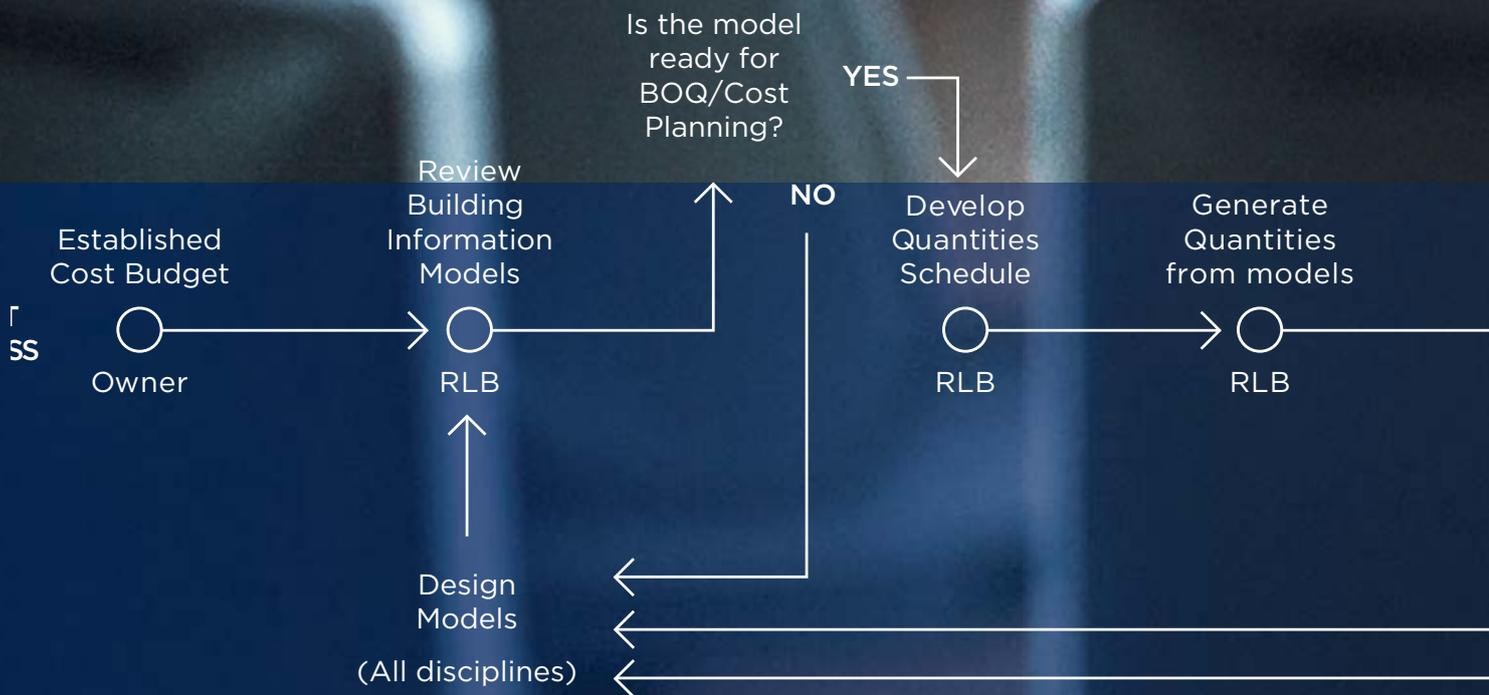 Is the model
ready for
BOQ/Cost
Planning?
YES
NO
Established
Cost Budget
Owner
Review
Building
Information
Models
RLB
Develop
Quantities
Schedule
RLB
Generate
Quantities
from models
RLB
Design
Models
(All disciplines)